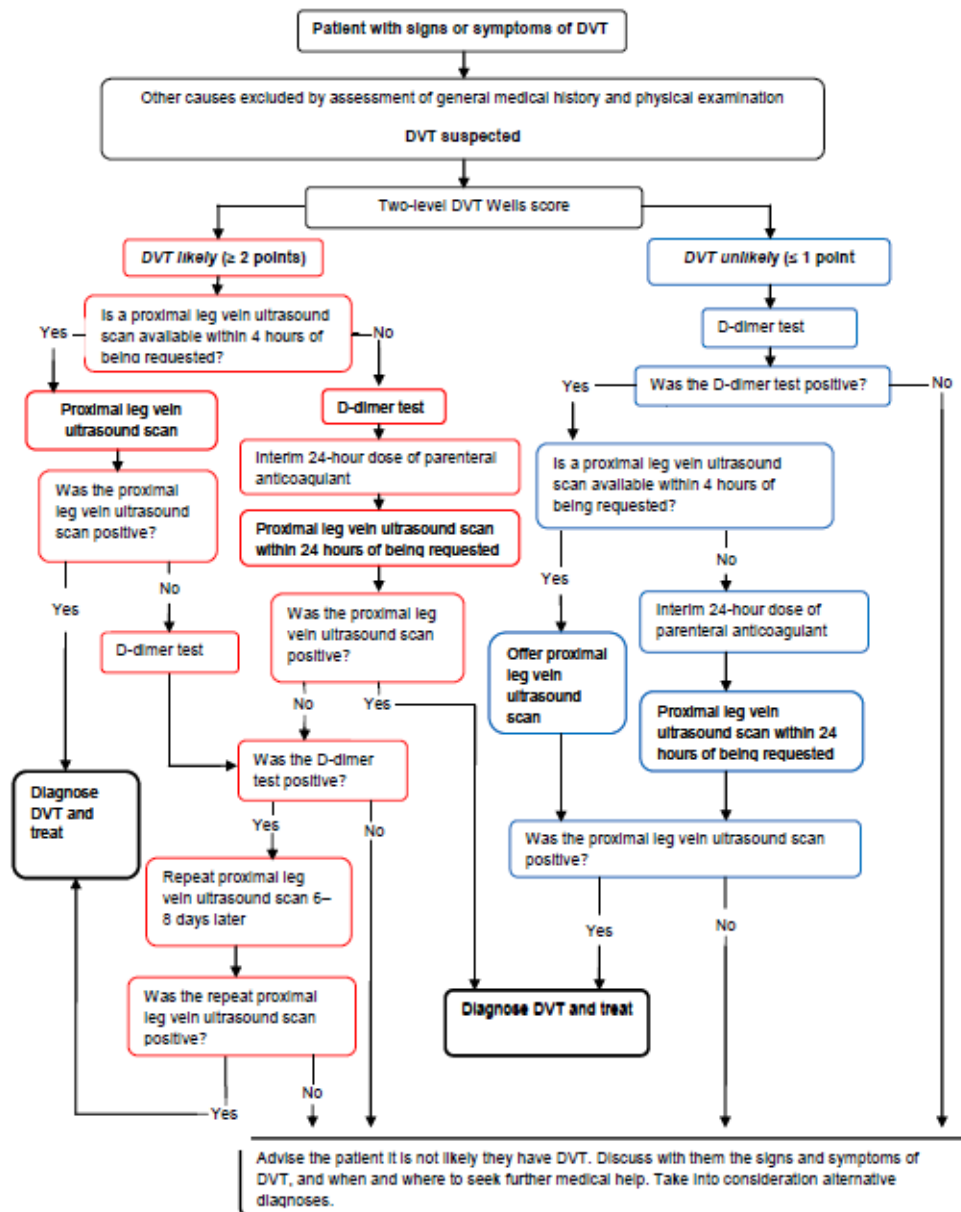 Patient with signs or symptoms of DVT
Other causes excluded by assessment of general medical history and physical examination
DVT suspected
Two-level DVT Wells score
DVT likely (≥ 2 points)
Is a proximal leg vein ultrasound
scan available within 4 hours of
being requested?
Yes
No
Proximal leg vein
ultrasound scan
Was the proximal
leg vein ultrasound
scan positive?
Yes
No
D-dimer test
D-dimer test
Interim 24-hour dose of parenteral
anticoagulant
Proximal leg vein ultrasound scan
within 24 hours of being requested
Was the proximal leg
vein ultrasound scan
positive?
No
Yes
Was the D-dimer
test positive?
Diagnose
DVT and
treat
Yes
No
Repeat proximal leg
vein ultrasound scan 6–
8 days later
Was the repeat proximal
leg vein ultrasound scan
positive?
Yes
No
DVT unlikely (≤ 1 point
D-dimer test
Was the D-dimer test positive?
Yes
No
Is a proximal leg vein ultrasound
scan available within 4 hours of
being requested?
Yes
No
Offer proximal
leg vein
ultrasound
scan
Interim 24-hour dose of
parenteral anticoagulant
Proximal leg vein
ultrasound scan within 24
hours of being requested
Was the proximal leg vein ultrasound scan
positive?
Yes
No
Diagnose DVT and treat
Advise the patient it is not likely they have DVT. Discuss with them the signs and symptoms of
DVT, and when and where to seek further medical help. Take into consideration alternative
diagnoses.